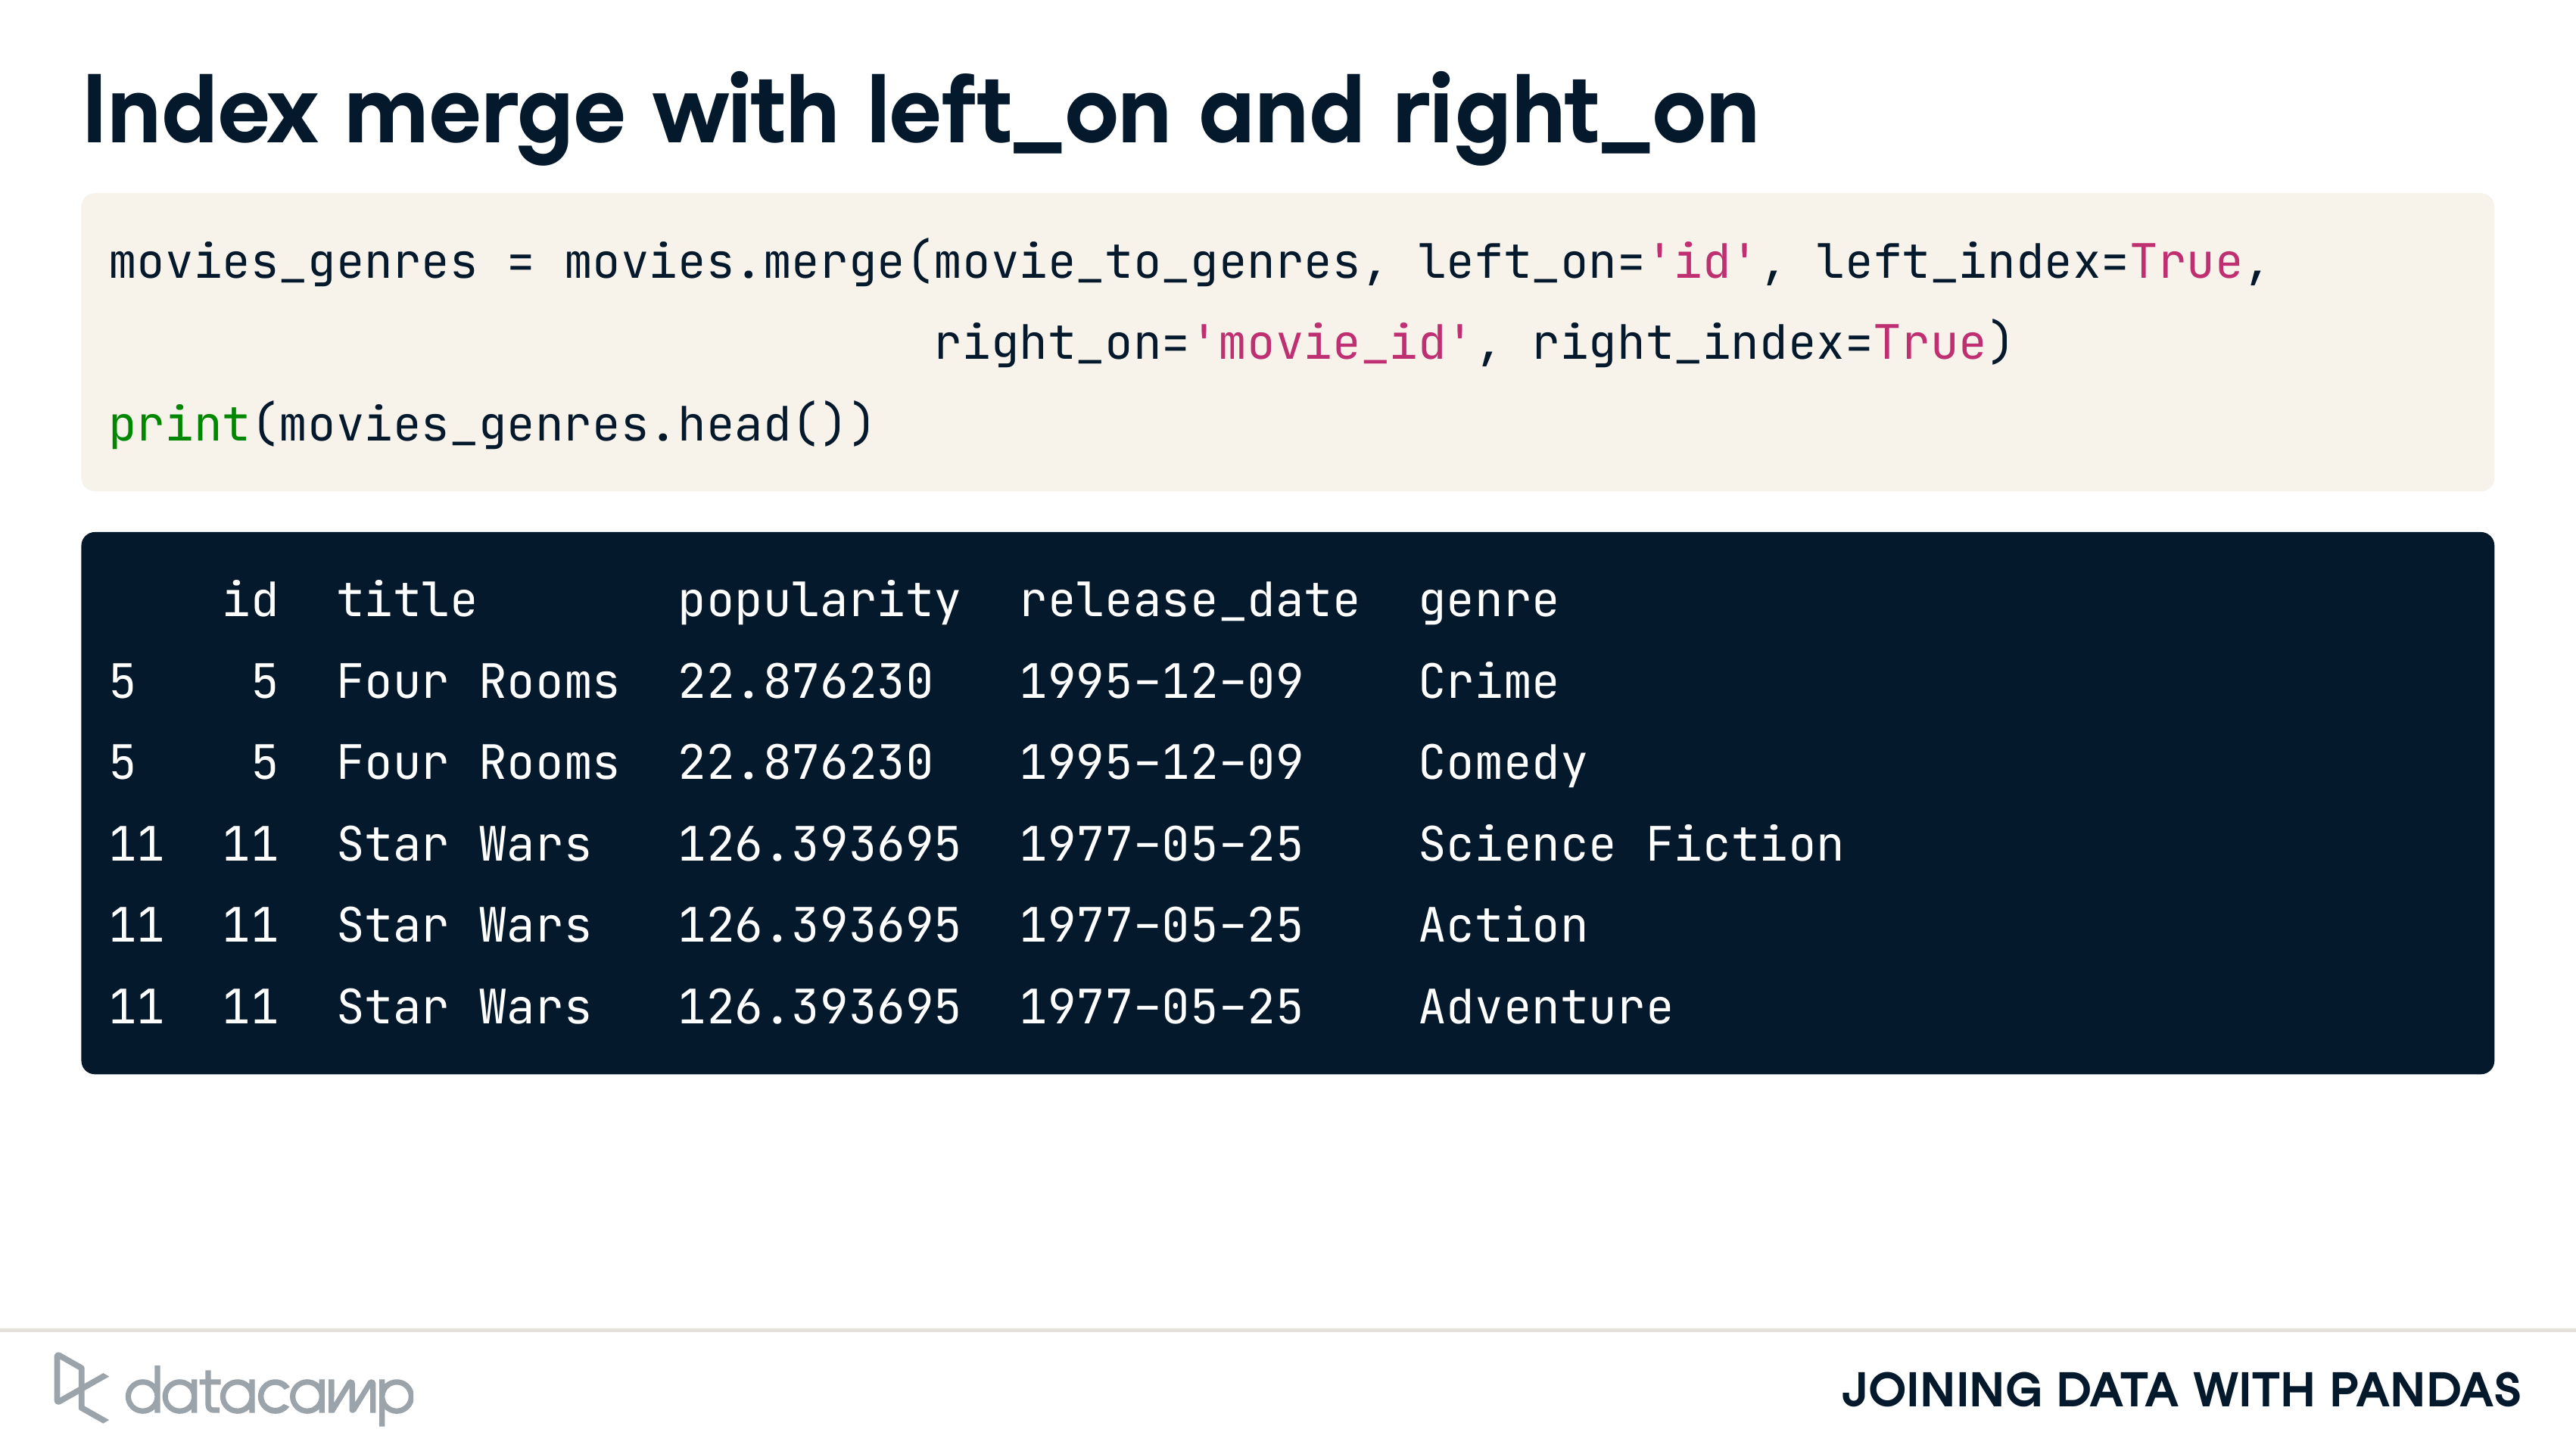 Index merge with left_on and right_on
movies_genres = movies.merge(movie_to_genres, left_on='id', left_index=True,
right_on='movie_id', right_index=True)
print(movies_genres.head())
id title popularity release_date genre
5 5 Four Rooms 22.876230 1995-12-09 Crime
5 5 Four Rooms 22.876230 1995-12-09 Comedy
11 11 Star Wars 126.393695 1977-05-25 Science Fiction
11 11 Star Wars 126.393695 1977-05-25 Action
11 11 Star Wars 126.393695 1977-05-25 Adventure
datacamp
JOINING DATA WITH PANDAS